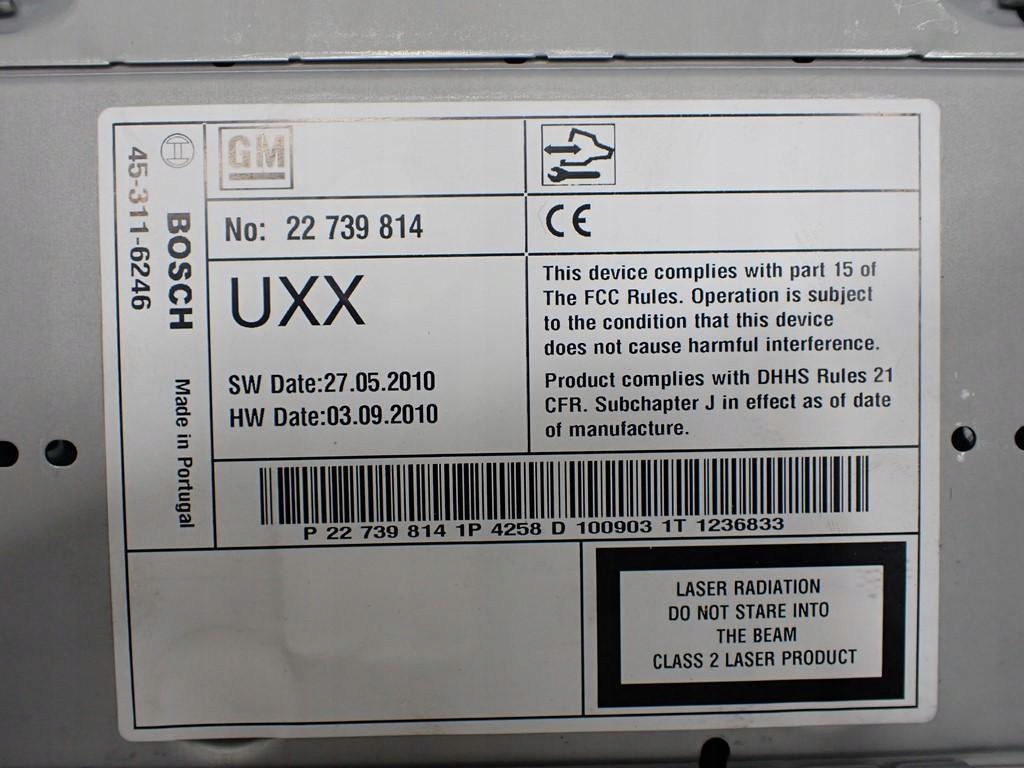 45-311-6246
BOSCH Made in Portugal
GM
No: 22 739 814
UXX
SW Date:27.05.2010
HW Date:03.09.2010
CE
This device complies with part 15 of
The FCC Rules. Operation is subject
to the condition that this device
does not cause harmful interference.
Product complies with DHHS Rules 21
CFR. Subchapter J in effect as of date
of manufacture.
P 22 739 814 1P 4258 D 100903 1T 1236833
LASER RADIATION
DO NOT STARE INTO
THE BEAM
CLASS 2 LASER PRODUCT